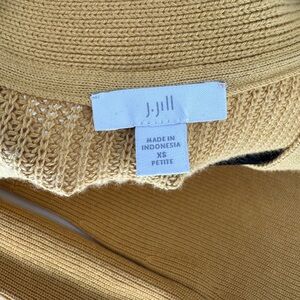 J.Jill
MADE IN
INDONESIA
XS
PETITE